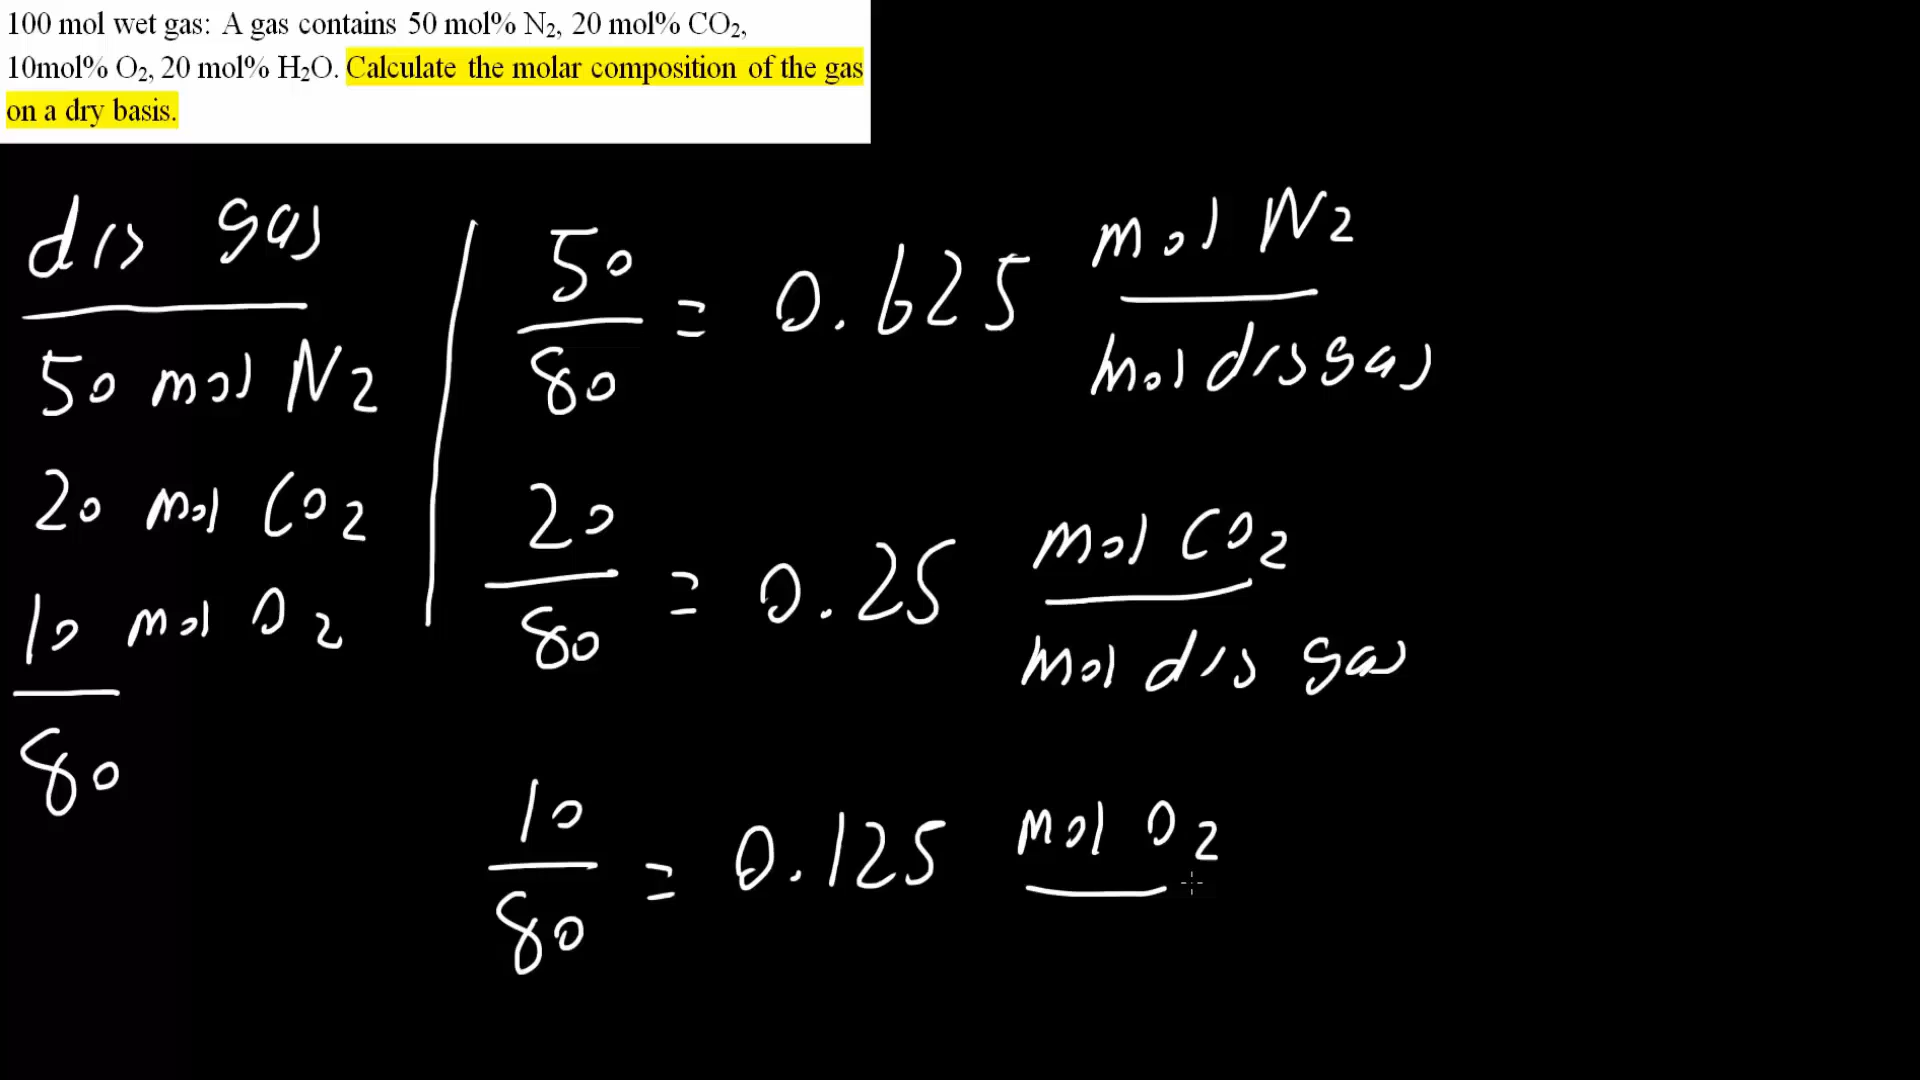 100 mol wet gas: A gas contains 50 mol% N₂, 20 mol% CO₂,
10mol% O₂, 20 mol% H₂O. Calculate the molar composition of the gas
on a dry basis.
dry gas
50 mol N2
20 mol CO2
10 mol O2
80
50
80
= 0.625
mol N2
mol dry gas
20
80
= 0.25
mol CO2
mol dry gas
10
80
= 0.125
mol O2